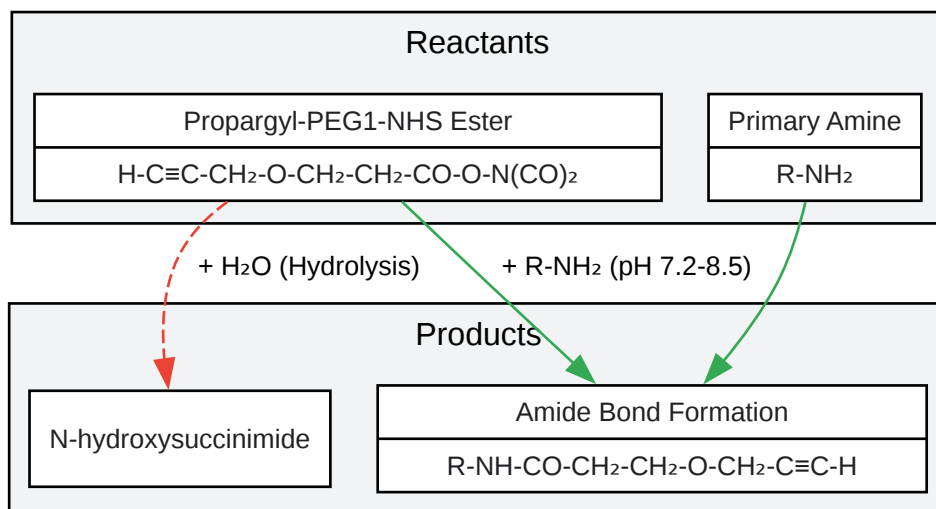 Reactants
Propargyl-PEG1-NHS Ester
H-C≡C-CH₂-O-CH₂-CH₂-CO-O-N(CO)₂
Primary Amine
R-NH₂
+ H₂O (Hydrolysis)
+ R-NH₂ (pH 7.2-8.5)
Products
N-hydroxysuccinimide
Amide Bond Formation
R-NH-CO-CH₂-CH₂-O-CH₂-C≡C-H